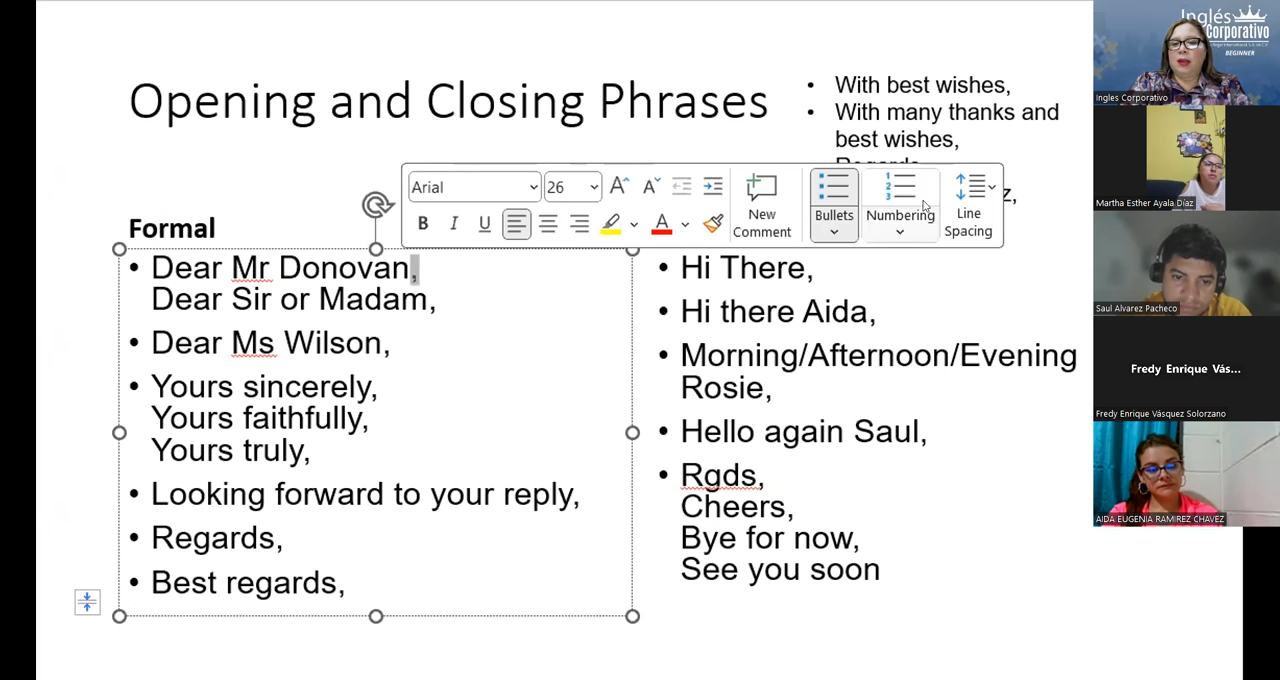 Opening and Closing Phrases
• With best wishes,
• With many thanks and
best wishes,
z,
Arial
26
B I U
New
Comment
Bullets
Numbering
Line
Spacing
Formal
• Dear Mr Donovan,
Dear Sir or Madam,
• Dear Ms Wilson,
• Yours sincerely,
Yours faithfully,
Yours truly,
• Looking forward to your reply,
• Regards,
• Best regards,
• Hi There,
• Hi there Aida,
• Morning/Afternoon/Evening
Rosie,
• Hello again Saul,
• Rgds,
Cheers,
Bye for now,
See you soon
Inglés
Corporativo
BEGINNER
Ingles Corporativo
Martha Esther Ayala Díaz
Saul Alvarez Pacheco
Fredy Enrique Vás...
Fredy Enrique Vásquez Solorzano
AIDA EUGENIA RAMIREZ CHAVEZ